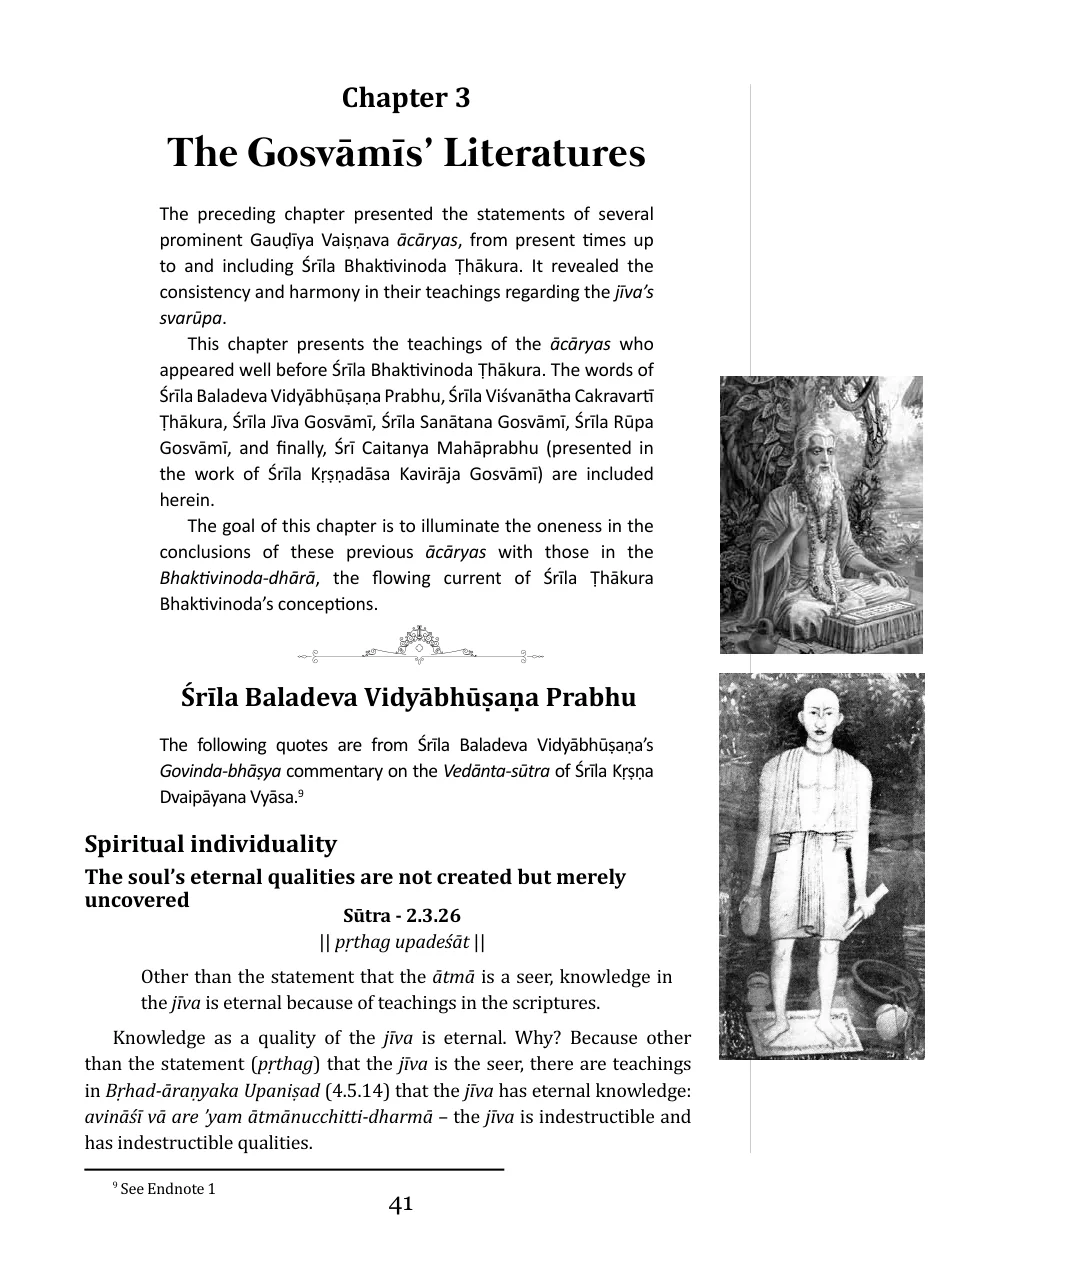 Chapter 3
The Gosvāmīs’ Literatures
The preceding chapter presented the statements of several
prominent Gauḍīya Vaiṣṇava ācāryas, from present times up
to and including Śrīla Bhaktivinoda Ṭhākura. It revealed the
consistency and harmony in their teachings regarding the jīva’s
svarūpa.
This chapter presents the teachings of the ācāryas who
appeared well before Śrīla Bhaktivinoda Ṭhākura. The words of
Śrīla Baladeva Vidyābhūṣaṇa Prabhu, Śrīla Viśvanātha Cakravartī
Ṭhākura, Śrīla Jīva Gosvāmī, Śrīla Sanātana Gosvāmī, Śrīla Rūpa
Gosvāmī, and finally, Śrī Caitanya Mahāprabhu (presented in
the work of Śrīla Kṛṣṇadāsa Kavirāja Gosvāmī) are included
herein.
The goal of this chapter is to illuminate the oneness in the
conclusions of these previous ācāryas with those in the
Bhaktivinoda-dhārā, the flowing current of Śrīla Ṭhākura
Bhaktivinoda’s conceptions.
Śrīla Baladeva Vidyābhūṣaṇa Prabhu
The following quotes are from Śrīla Baladeva Vidyābhūṣaṇa’s
Govinda-bhāṣya commentary on the Vedānta-sūtra of Śrīla Kṛṣṇa
Dvaipāyana Vyāsa.⁹
Spiritual individuality
The soul’s eternal qualities are not created but merely
uncovered
Sūtra - 2.3.26
|| pṛthag upadeśāt ||
Other than the statement that the ātmā is a seer, knowledge in
the jīva is eternal because of teachings in the scriptures.
Knowledge as a quality of the jīva is eternal. Why? Because other
than the statement (pṛthag) that the jīva is the seer, there are teachings
in Bṛhad-āraṇyaka Upaniṣad (4.5.14) that the jīva has eternal knowledge:
avināśī vā are ’yam ātmānucchitti-dharmā – the jīva is indestructible and
has indestructible qualities.
⁹ See Endnote 1
41